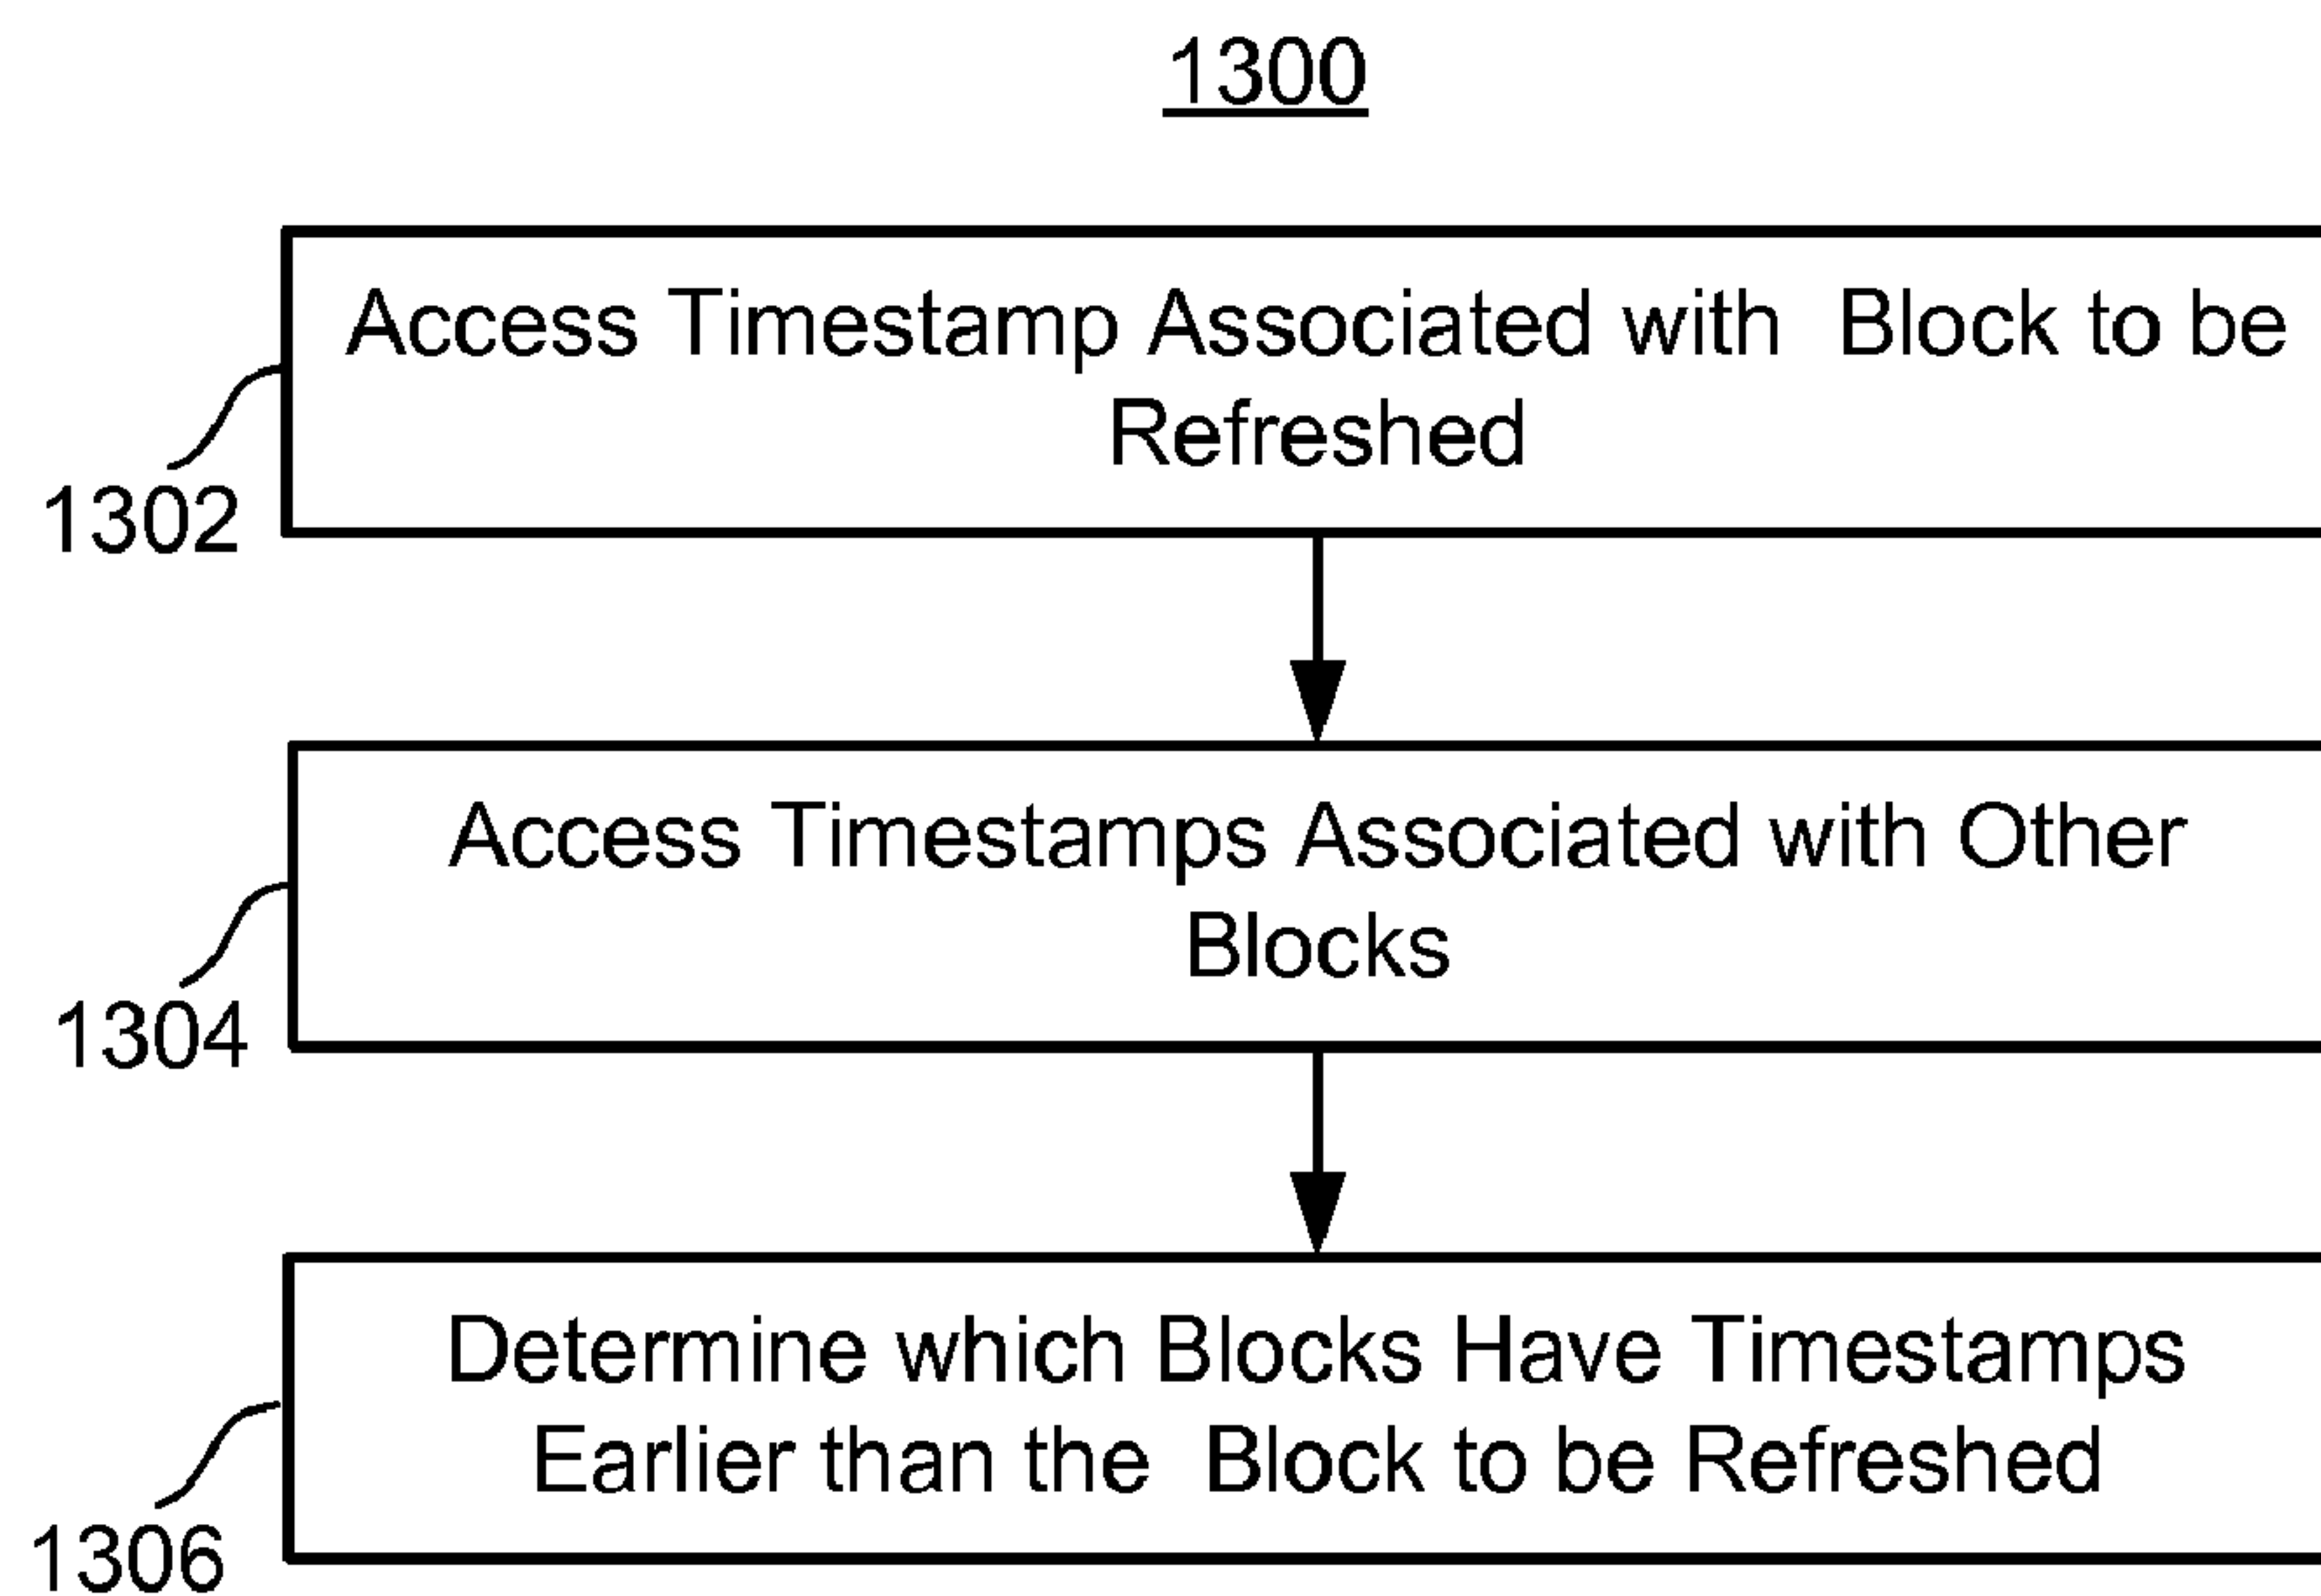 1300
Access Timestamp Associated with Block to be
Refreshed
1302
Access Timestamps Associated with Other
Blocks
1304
Determine which Blocks Have Timestamps
Earlier than the Block to be Refreshed
1306